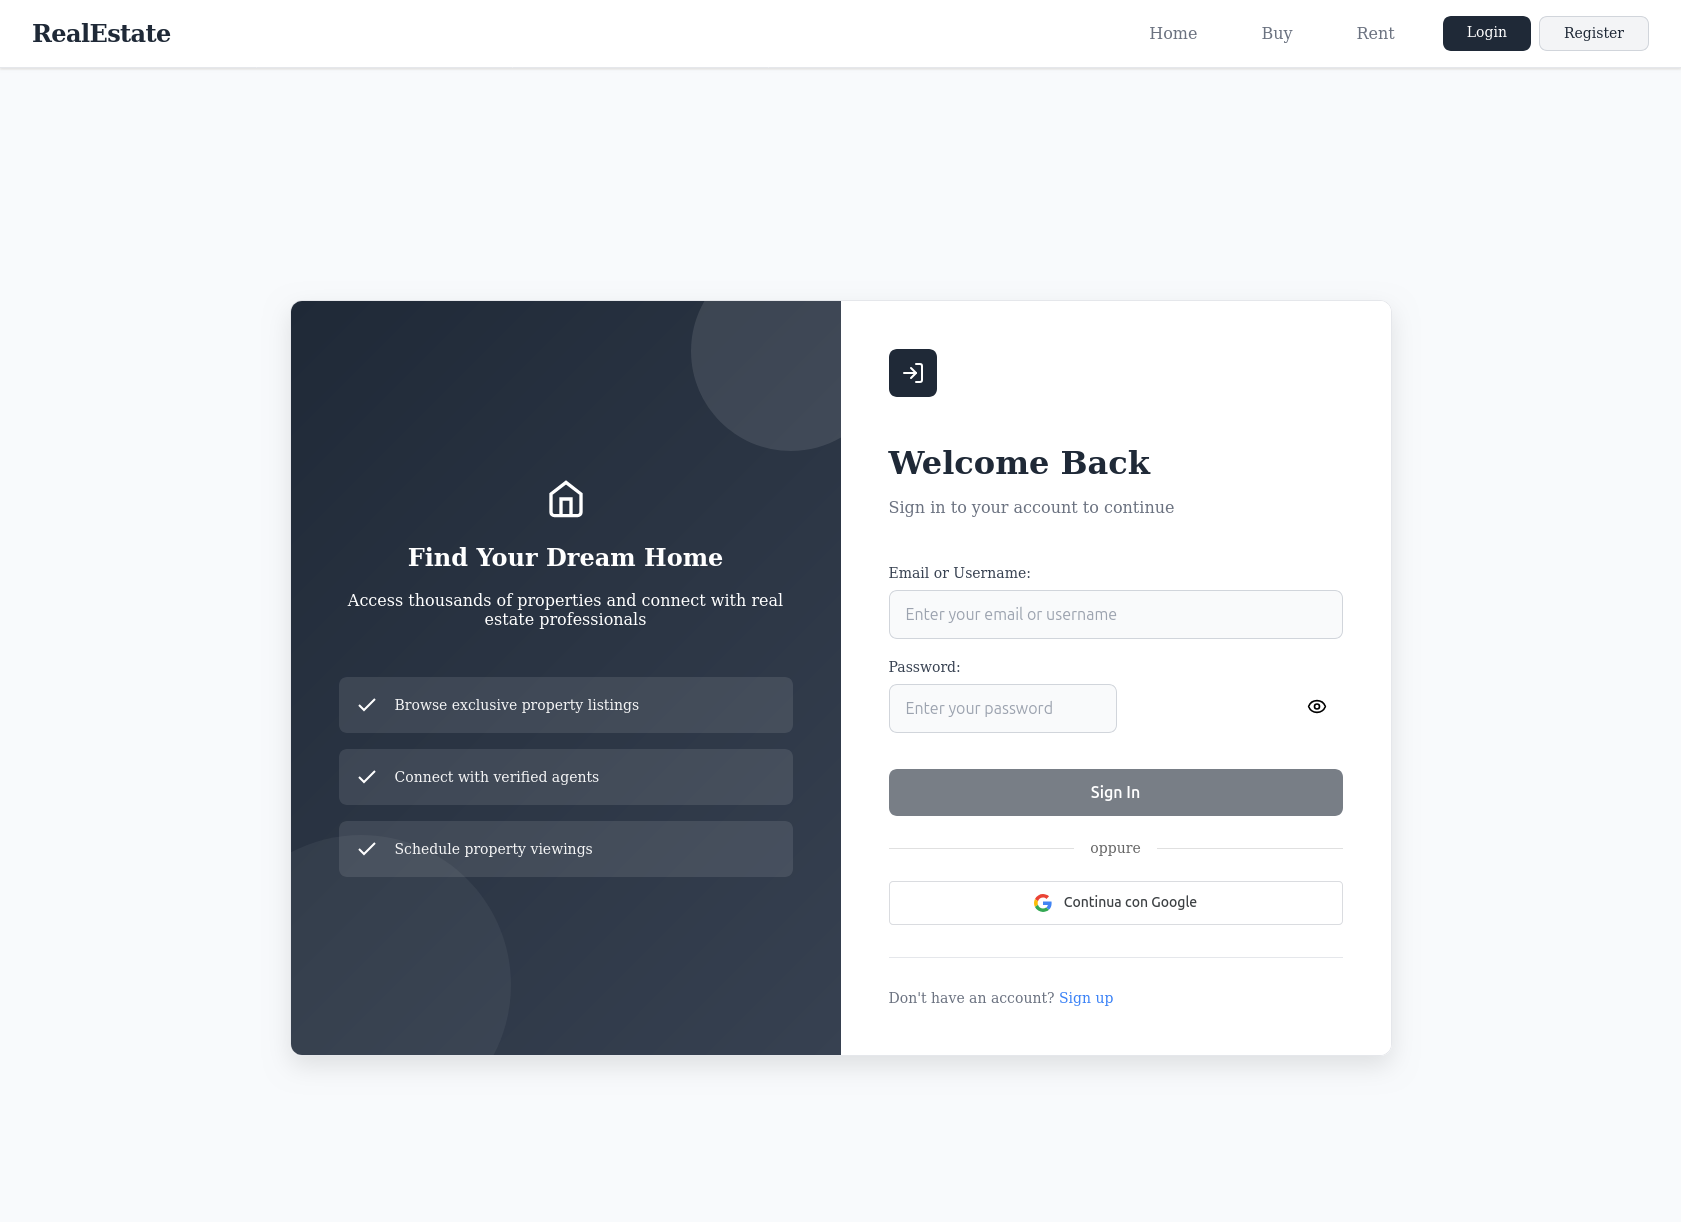 RealEstate
Home
Buy
Rent
Login
Register
Find Your Dream Home
Access thousands of properties and connect with real
estate professionals
Browse exclusive property listings
Connect with verified agents
Schedule property viewings
Welcome Back
Sign in to your account to continue
Email or Username:
Enter your email or username
Password:
Enter your password
Sign In
oppure
Continua con Google
Don't have an account? Sign up